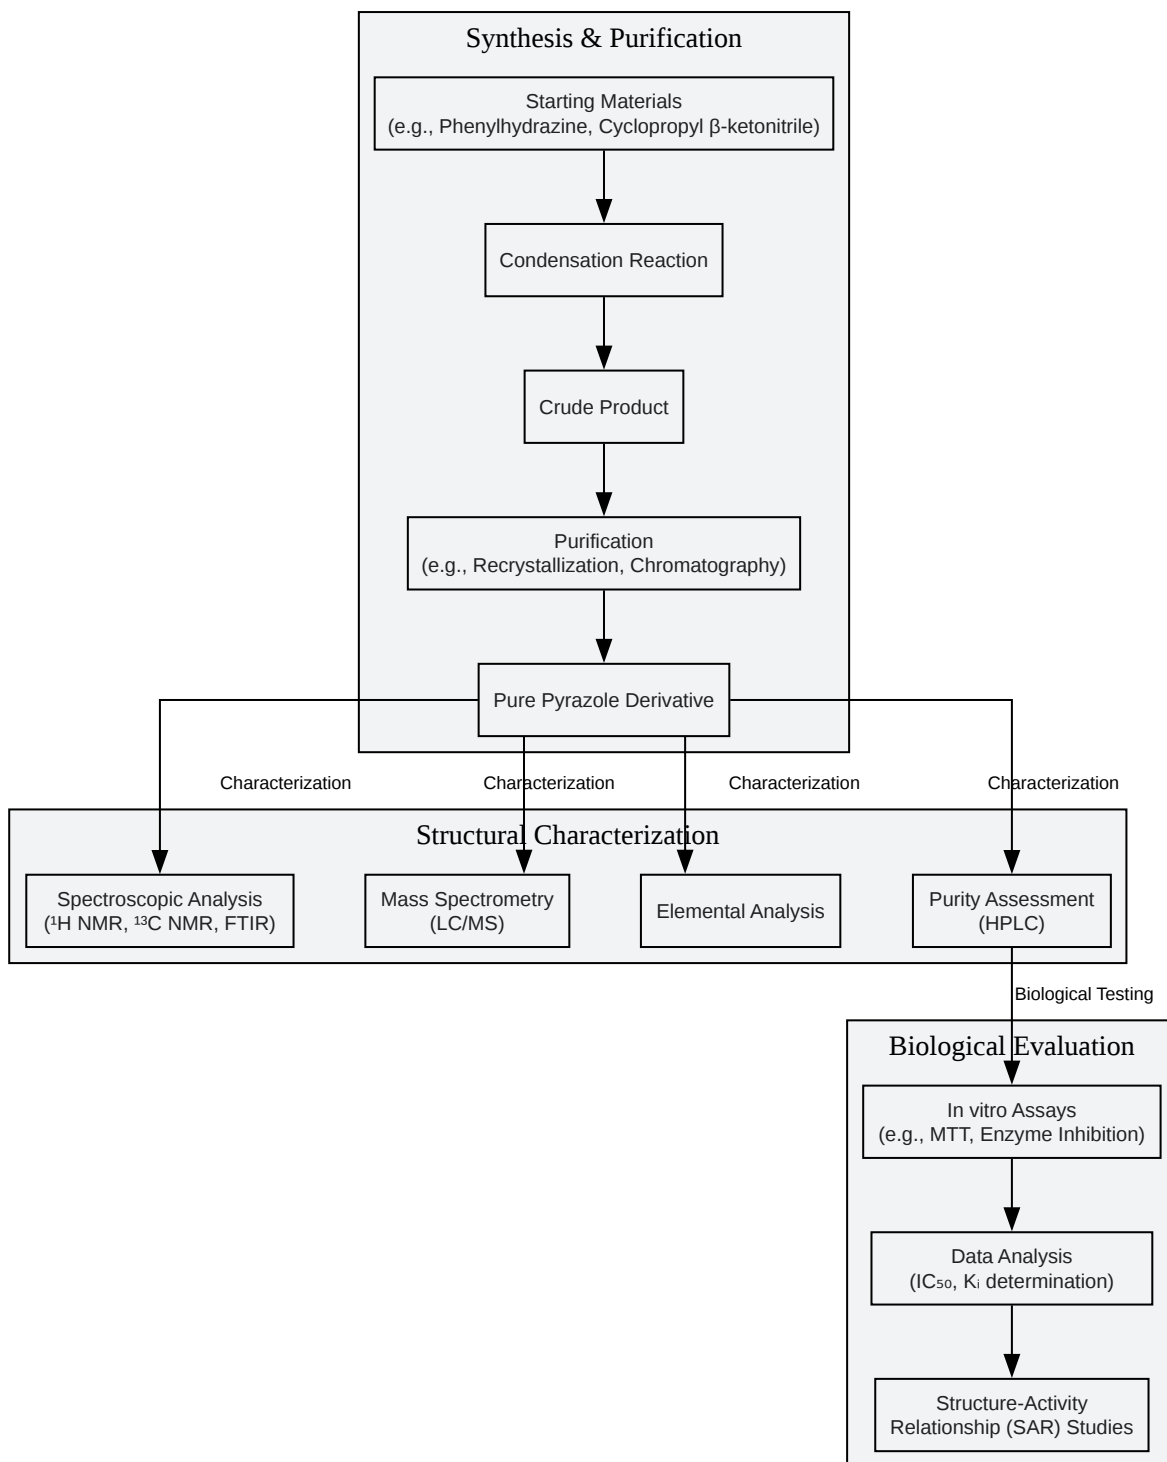 Synthesis & Purification
Starting Materials
(e.g., Phenylhydrazine, Cyclopropyl β-ketonitrile)
Condensation Reaction
Crude Product
Purification
(e.g., Recrystallization, Chromatography)
Pure Pyrazole Derivative
Characterization
Characterization
Characterization
Characterization
Structural Characterization
Spectroscopic Analysis
(¹H NMR, ¹³C NMR, FTIR)
Mass Spectrometry
(LC/MS)
Elemental Analysis
Purity Assessment
(HPLC)
Biological Testing
Biological Evaluation
In vitro Assays
(e.g., MTT, Enzyme Inhibition)
Data Analysis
(IC₅₀, Kᵢ determination)
Structure-Activity
Relationship (SAR) Studies